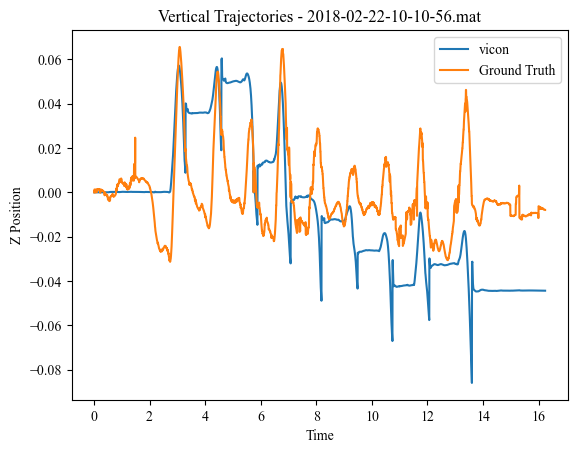 Vertical Trajectories - 2018-02-22-10-10-56.mat
vicon
Ground Truth
0.06
0.04
0.02
0.00
−0.02
−0.04
−0.06
−0.08
Z Position
0 2 4 6 8 10 12 14 16
Time